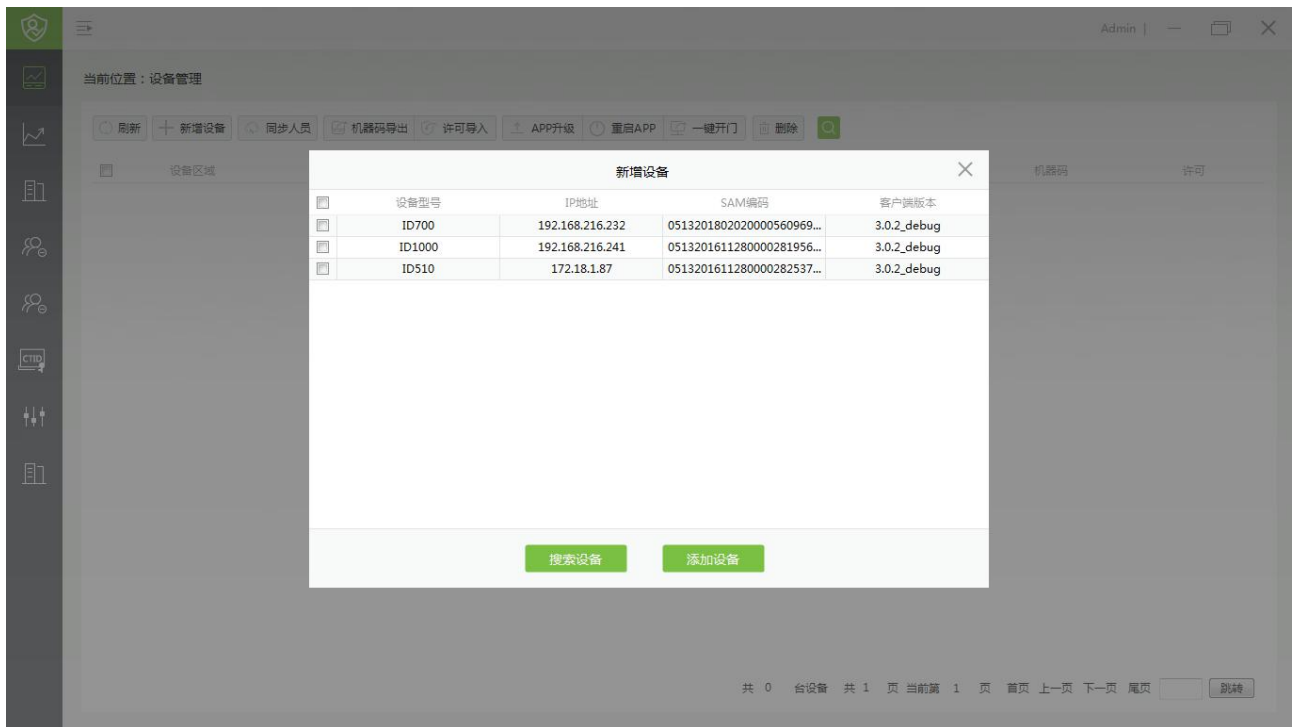 Admin |
当前位置：设备管理
刷新 新增设备 同步人员 机器码导出 许可导入 APP升级 重启APP 一键开门 删除
设备区域 机器码 许可
新增设备
设备型号 IP地址 SAM编码 客户端版本
ID700 192.168.216.232 051320180202000056096​9... 3.0.2_debug
ID1000 192.168.216.241 0513201611280000281956... 3.0.2_debug
ID510 172.18.1.87 0513201611280000282537... 3.0.2_debug
CTID
搜索设备 添加设备
共 0 台设备 共 1 页 当前第 1 页 首页 上一页 下一页 尾页 跳转